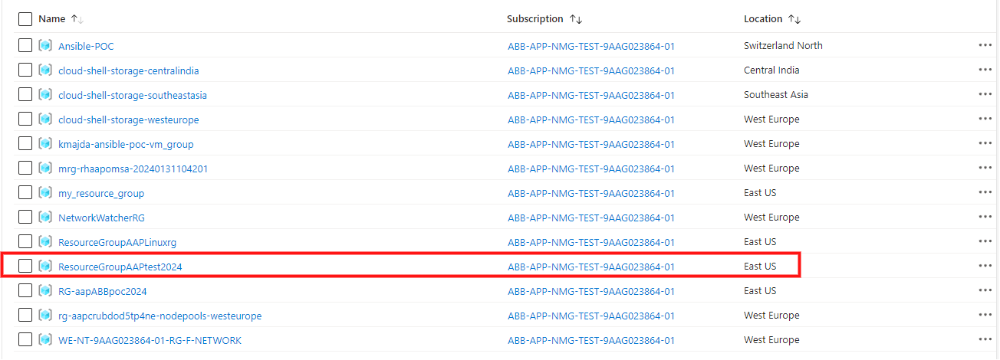 Name Subscription Location
Ansible-POC ABB-APP-NMG-TEST-9AAG023864-01 Switzerland North
cloud-shell-storage-centralindia ABB-APP-NMG-TEST-9AAG023864-01 Central India
cloud-shell-storage-southeastasia ABB-APP-NMG-TEST-9AAG023864-01 Southeast Asia
cloud-shell-storage-westeurope ABB-APP-NMG-TEST-9AAG023864-01 West Europe
kmajda-ansible-poc-vm_group ABB-APP-NMG-TEST-9AAG023864-01 West Europe
mrg-rhaapomsa-20240131104201 ABB-APP-NMG-TEST-9AAG023864-01 West Europe
my_resource_group ABB-APP-NMG-TEST-9AAG023864-01 East US
NetworkWatcherRG ABB-APP-NMG-TEST-9AAG023864-01 West Europe
ResourceGroupAAPLinuxrg ABB-APP-NMG-TEST-9AAG023864-01 East US
ResourceGroupAAPtest2024 ABB-APP-NMG-TEST-9AAG023864-01 East US
RG-aapABBpoc2024 ABB-APP-NMG-TEST-9AAG023864-01 East US
rg-aapcrubdod5tp4ne-nodepools-westeurope ABB-APP-NMG-TEST-9AAG023864-01 West Europe
WE-NT-9AAG023864-01-RG-F-NETWORK ABB-APP-NMG-TEST-9AAG023864-01 West Europe